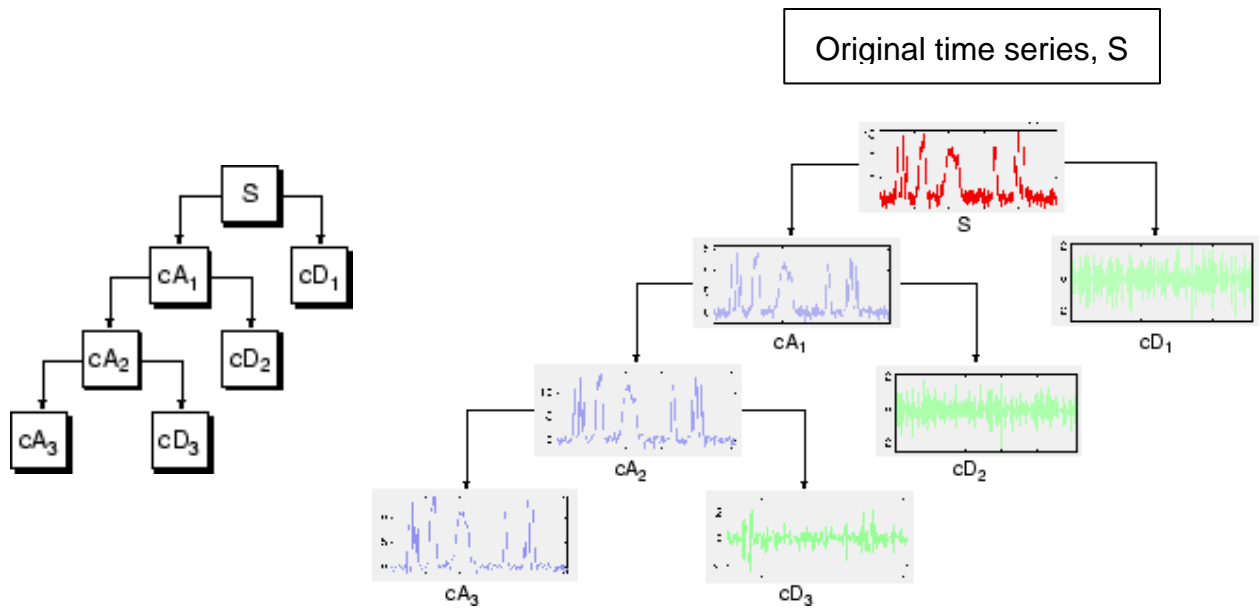 Original time series, S
S
cA₁ cD₁
cA₂ cD₂
cA₃ cD₃
S
cA₁ cD₁
cA₂ cD₂
cA₃ cD₃